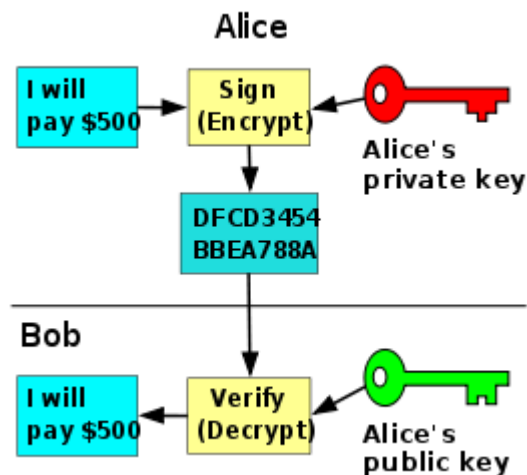 Alice
I will
pay $500
Sign
(Encrypt)
Alice's
private key
DFCD3454
BBEA788A
Bob
I will
pay $500
Verify
(Decrypt)
Alice's
public key